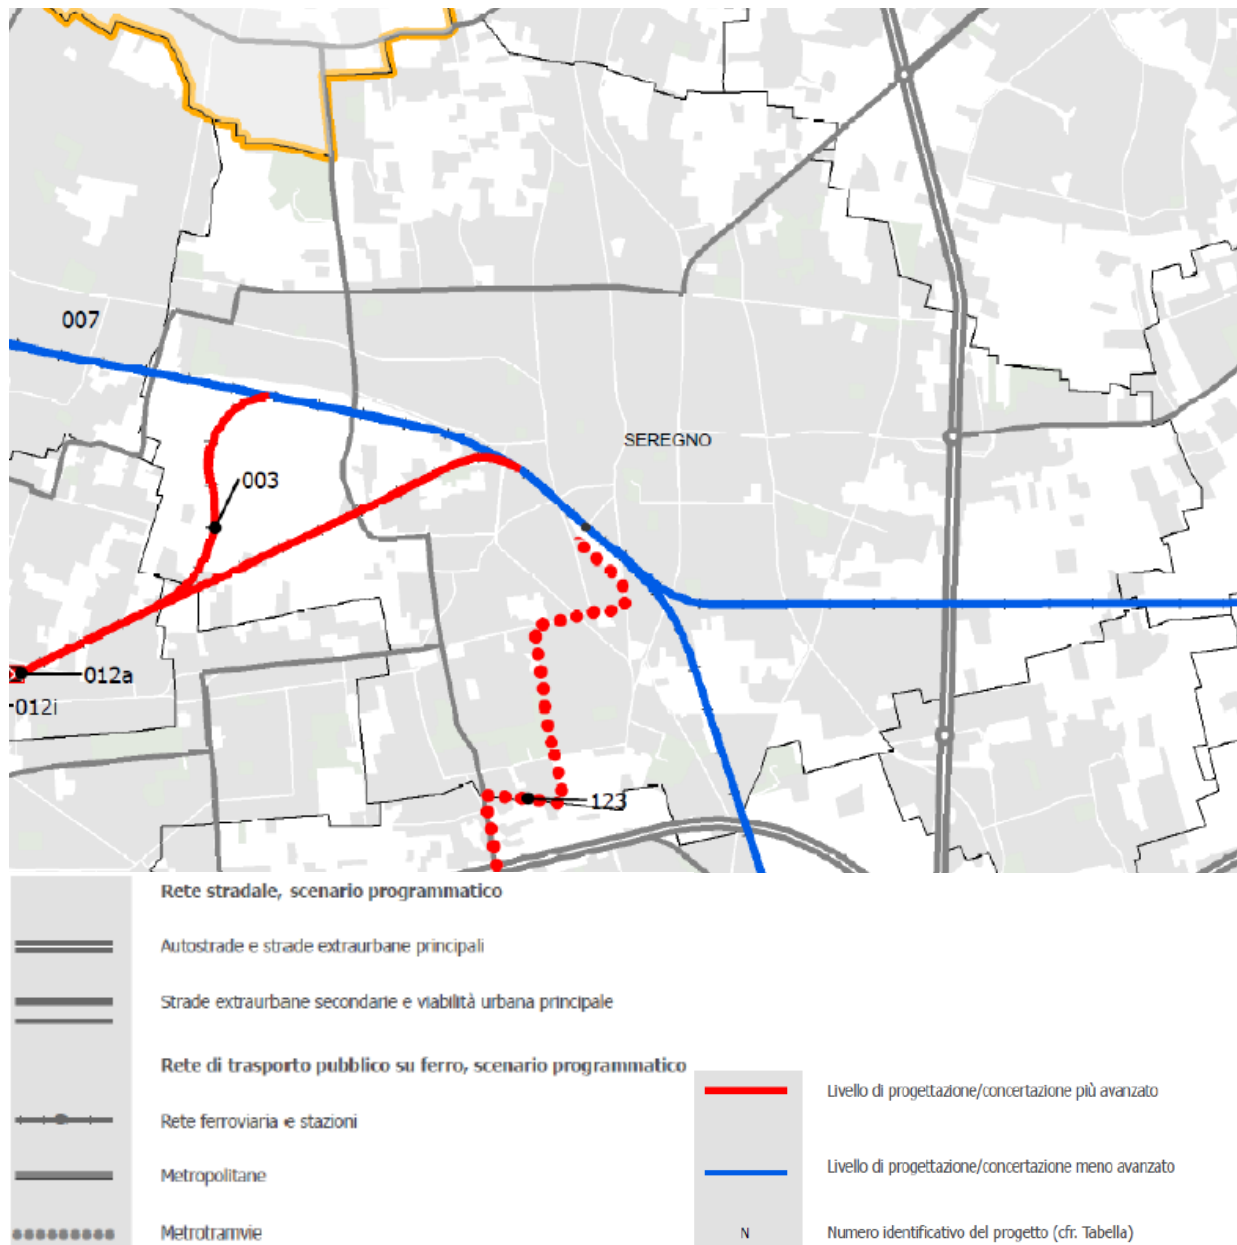 007
SEREGNO
003
012a
012i
123
Rete stradale, scenario programmatico
Autostrade e strade extraurbane principali
Strade extraurbane secondarie e viabilità urbana principale
Rete di trasporto pubblico su ferro, scenario programmatico
Rete ferroviaria e stazioni
Metropolitane
Metrotramvie
Livello di progettazione/concertazione più avanzato
Livello di progettazione/concertazione meno avanzato
N Numero identificativo del progetto (cfr. Tabella)